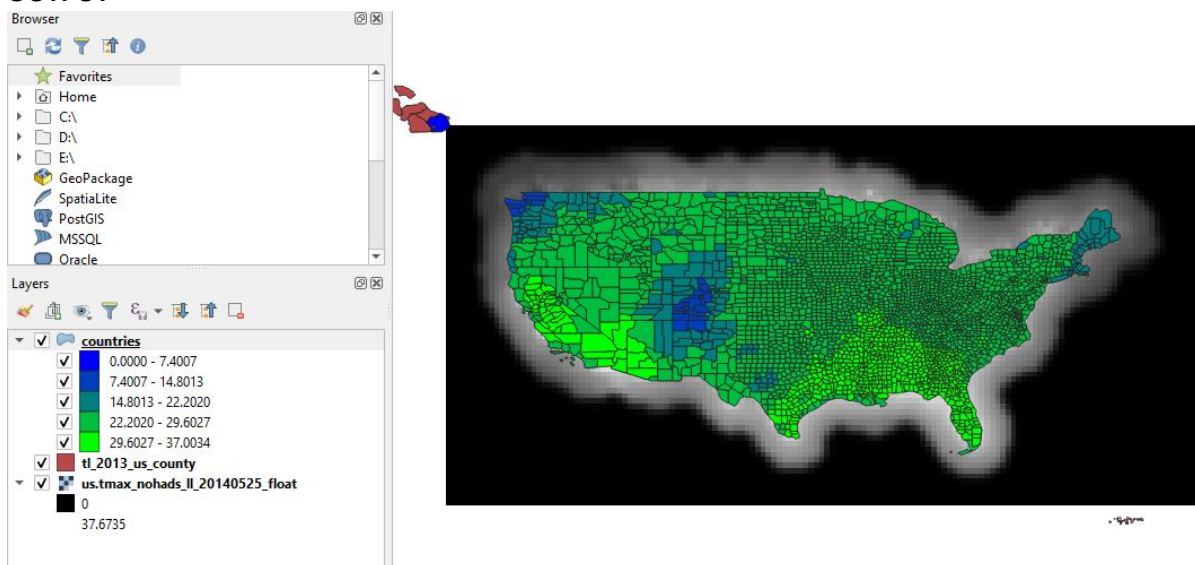 Browser
Favorites
Home
C:\
D:\
E:\
GeoPackage
SpatiaLite
PostGIS
MSSQL
Oracle
Layers
countries
0.0000 - 7.4007
7.4007 - 14.8013
14.8013 - 22.2020
22.2020 - 29.6027
29.6027 - 37.0034
tl_2013_us_county
us.tmax_nohads_ll_20140525_float
0
37.6735